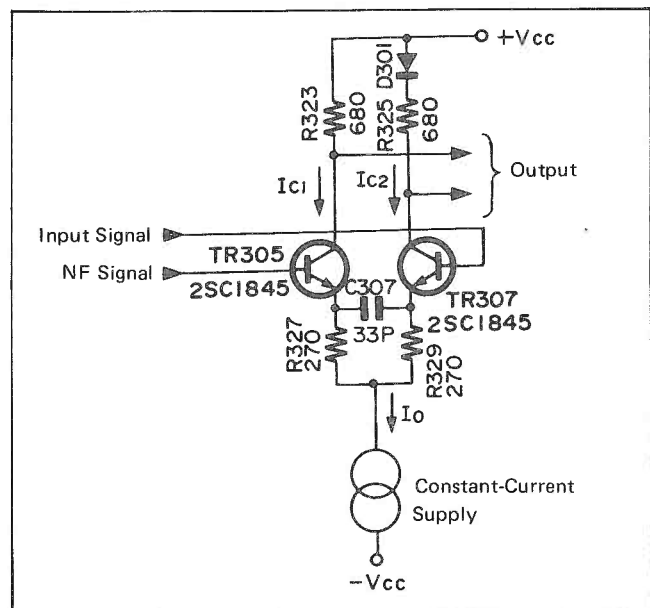 +Vcc
D301
R323
680
R325
680
Output
Ic1
Ic2
Input Signal
NF Signal
TR305
2SC1845
C307
33P
TR307
2SC1845
R327
270
R329
270
Io
Constant-Current
Supply
-Vcc